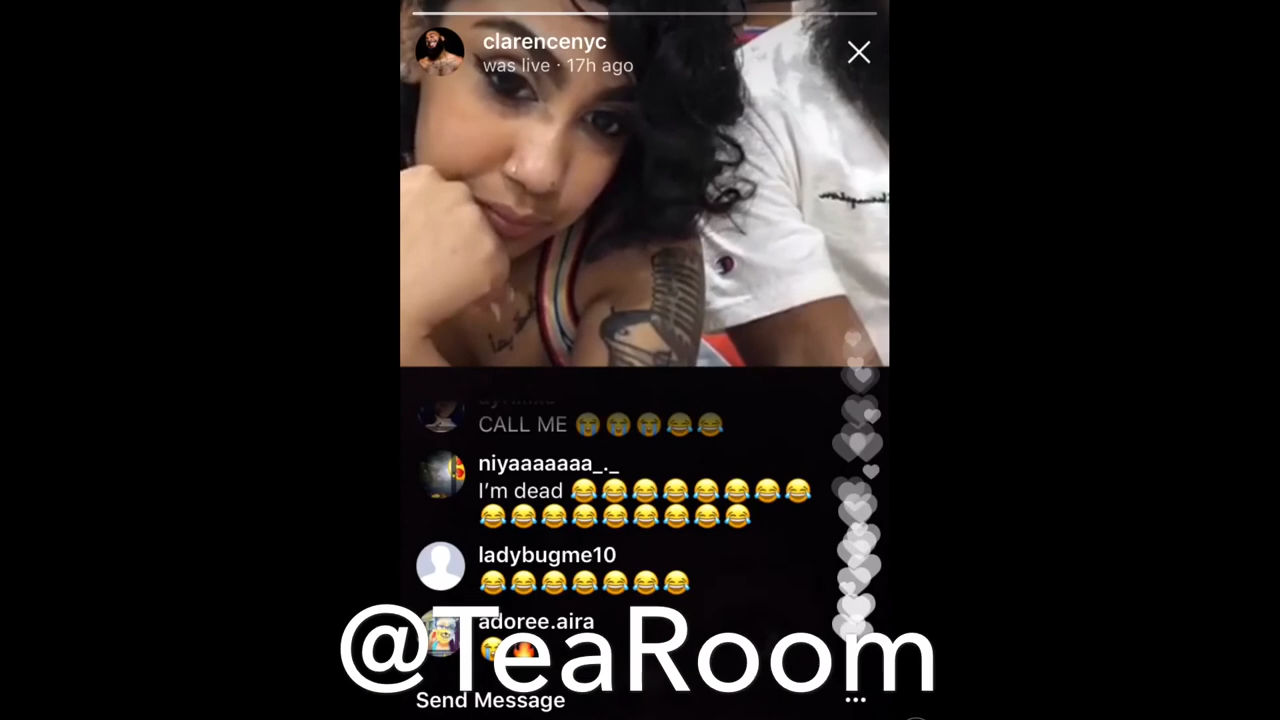 clarencenyc
was live · 17h ago
CALL ME 😭😭😭😂😂
niyaaaaaaa_._
I’m dead 😂😂😂😂😂😂😂😂
😂😂😂😂😂😂😂😂😂
ladybugme10
😂😂😂😂😂😂😂
adoree.aira
😭🔥
@TeaRoom
Send Message